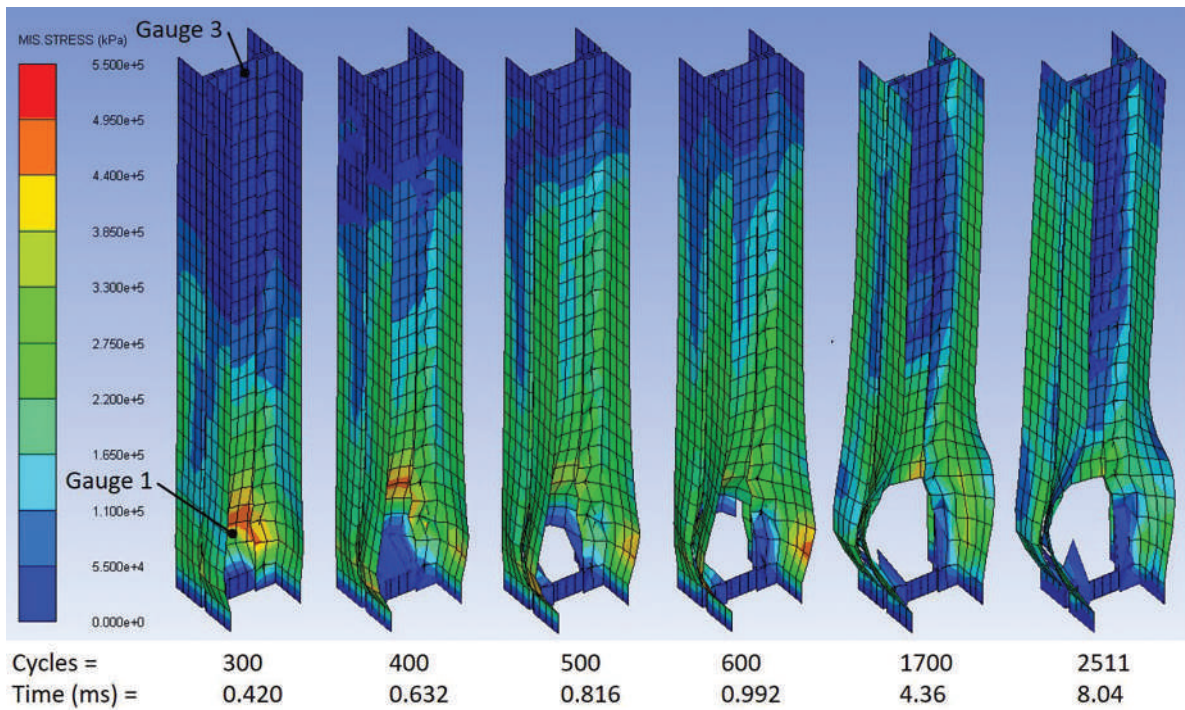 Gauge 3
MIS.STRESS (kPa)
5.500e+5
4.950e+5
4.400e+5
3.850e+5
3.300e+5
2.750e+5
2.200e+5
1.650e+5
1.100e+5
5.500e+4
0.000e+0
Gauge 1
Cycles = 300 400 500 600 1700 2511
Time (ms) = 0.420 0.632 0.816 0.992 4.36 8.04